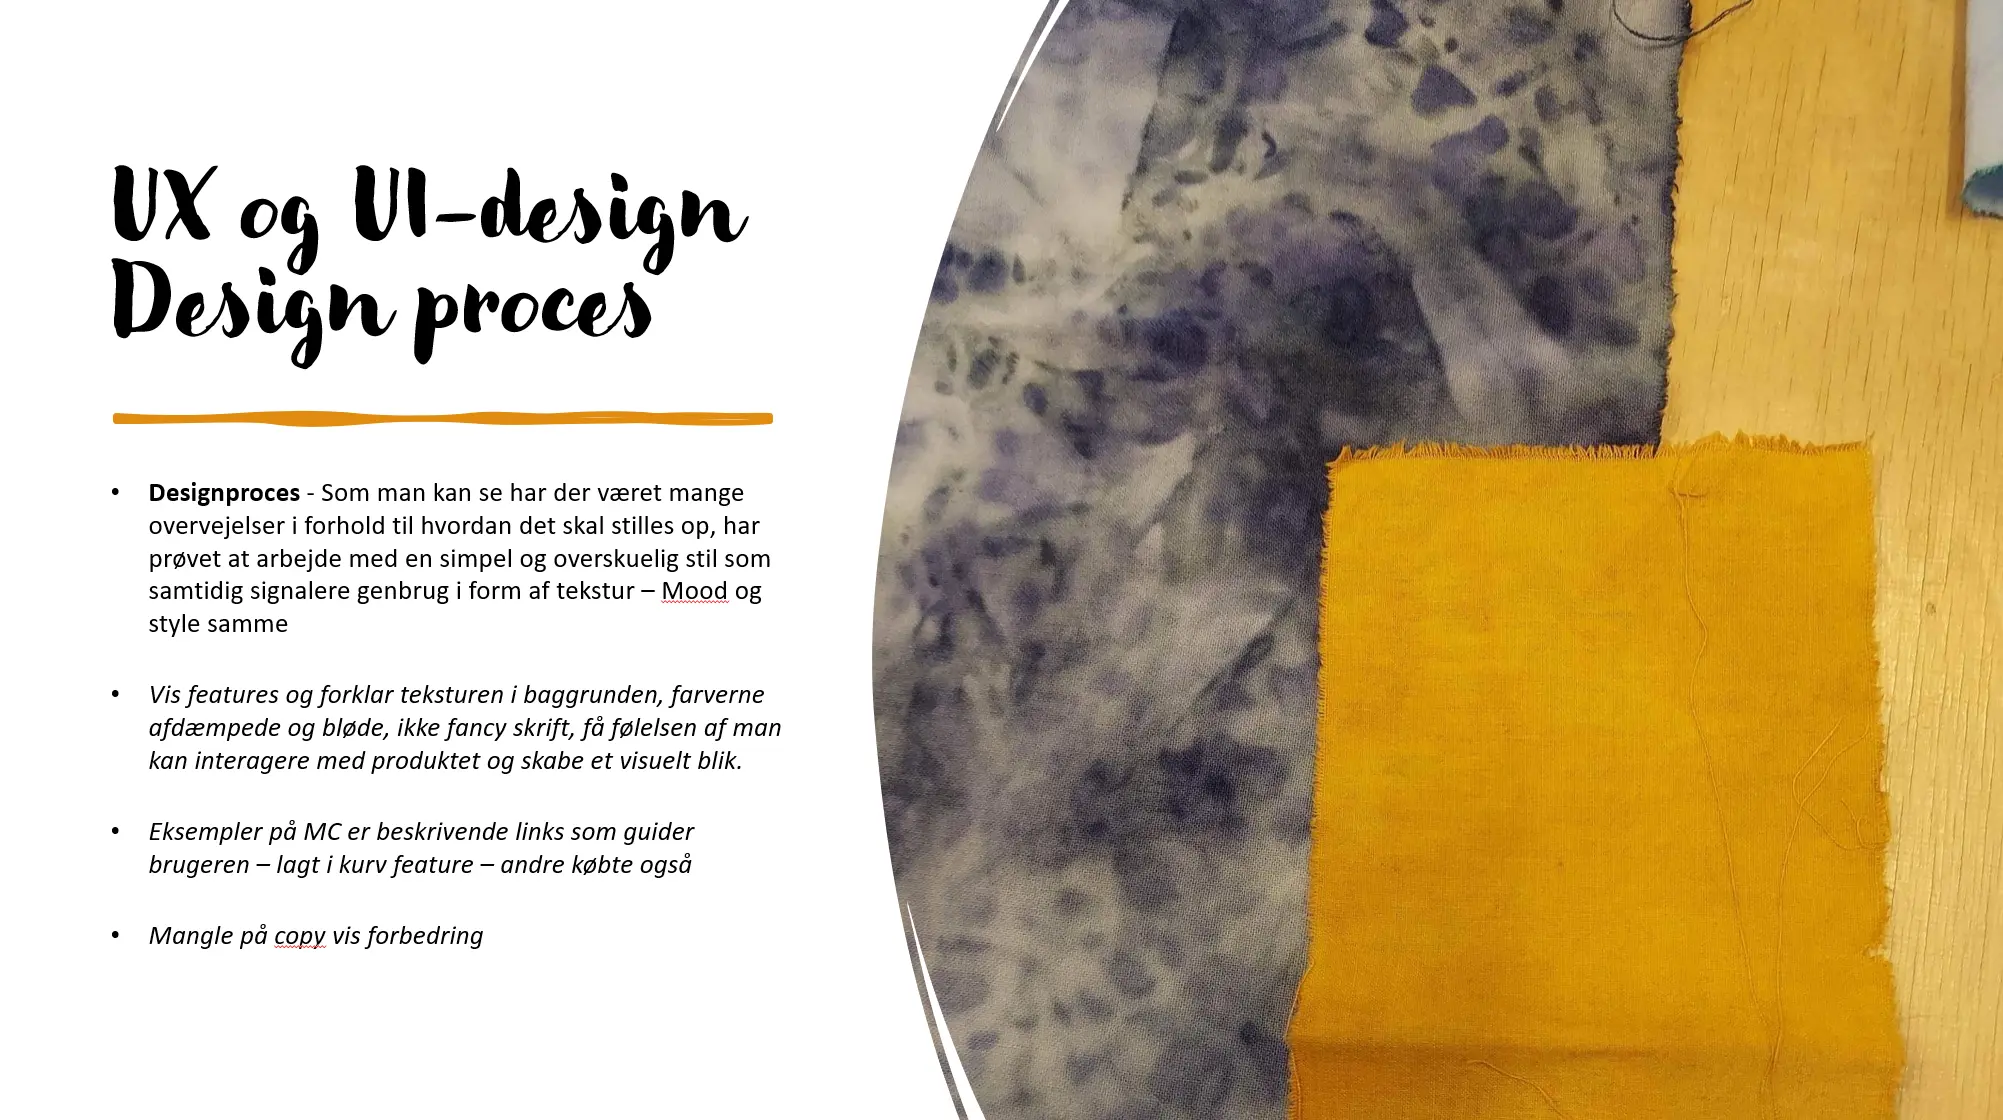 UX og UI-design
Design proces
• Designproces - Som man kan se har der været mange
overvejelser i forhold til hvordan det skal stilles op, har
prøvet at arbejde med en simpel og overskuelig stil som
samtidig signalere genbrug i form af tekstur – Mood og
style samme
• Vis features og forklar teksturen i baggrunden, farverne
afdæmpede og bløde, ikke fancy skrift, få følelsen af man
kan interagere med produktet og skabe et visuelt blik.
• Eksempler på MC er beskrivende links som guider
brugeren – lagt i kurv feature – andre købte også
• Mangle på copy vis forbedring